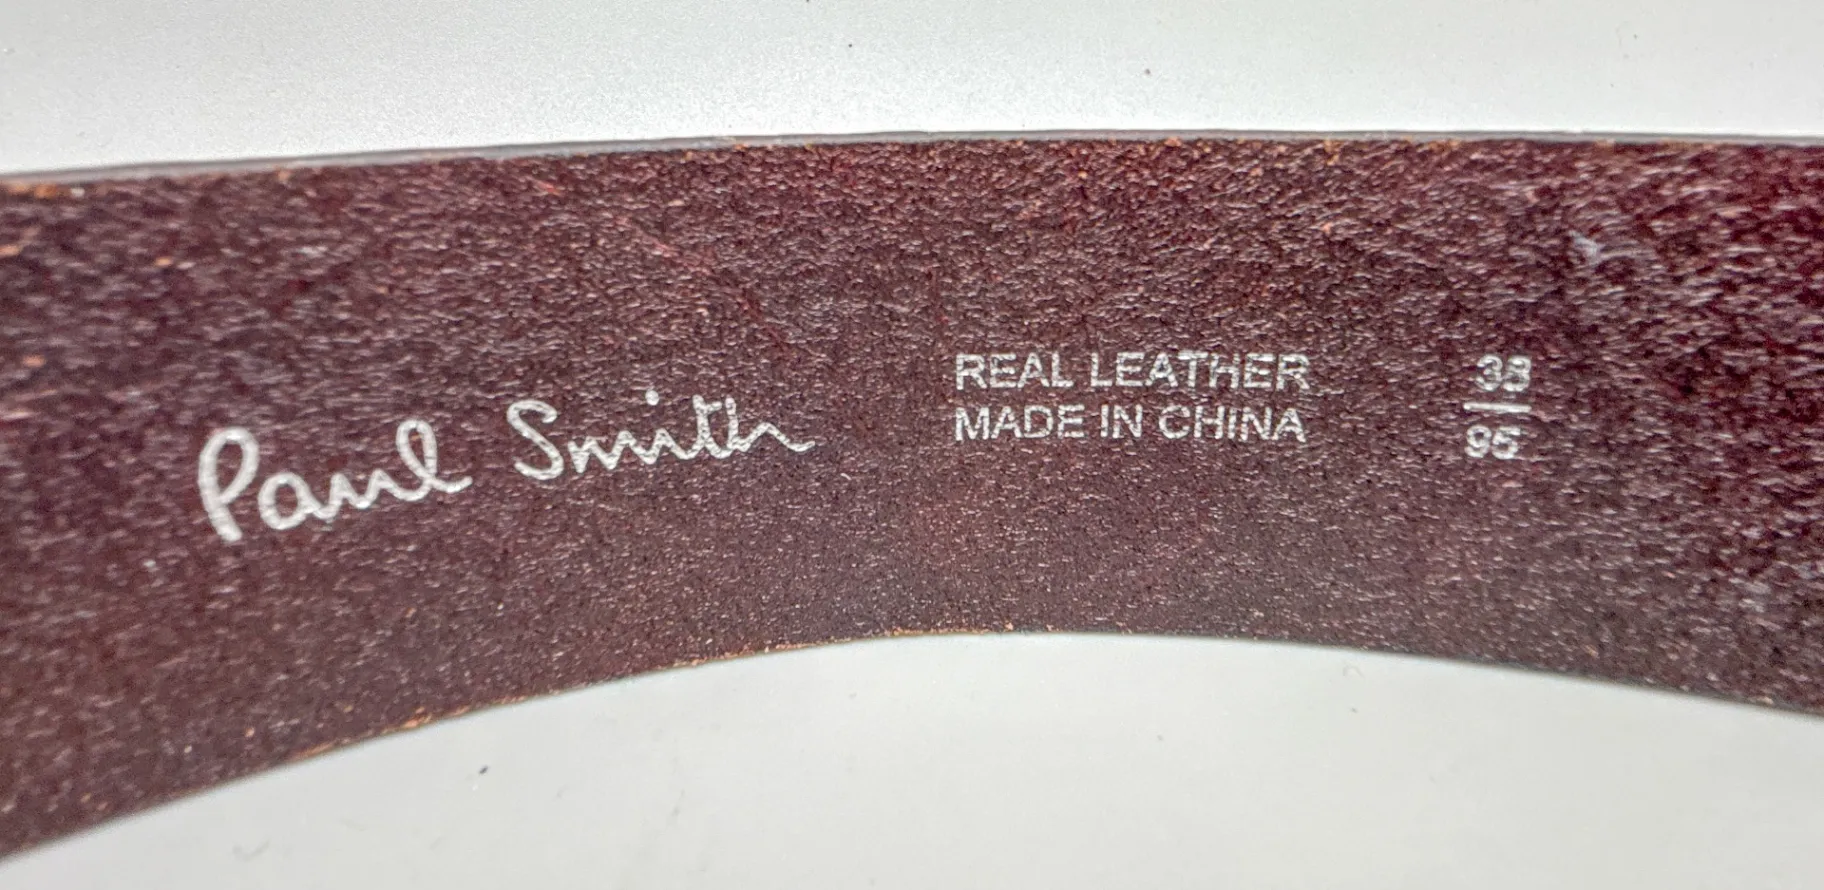 Paul Smith
REAL LEATHER
MADE IN CHINA
38
95